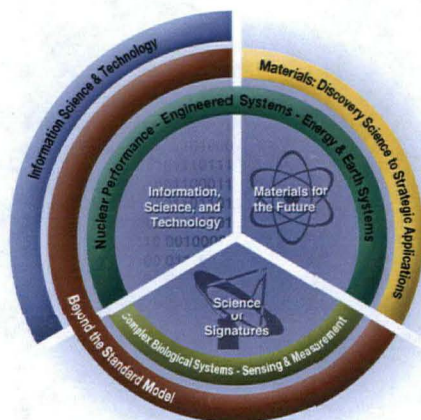 Information Science & Technology
Materials: Discovery Science to Strategic Applications
Nuclear Performance - Engineered Systems - Energy & Earth Systems
Information,
Science, and
Technology
Materials for
the Future
Science
of
Signatures
Complex Biological Systems - Sensing & Measurement
Beyond the Standard Model